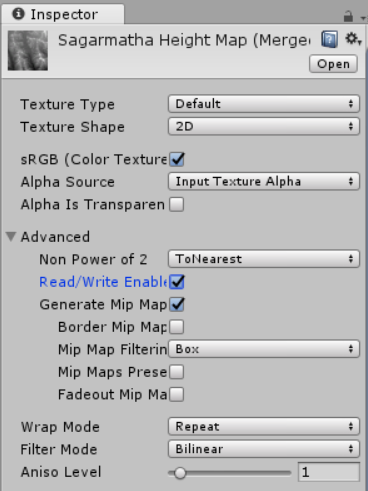 Inspector
Sagarmatha Height Map (Merge
Open
Texture Type Default
Texture Shape 2D
sRGB (Color Texture
Alpha Source Input Texture Alpha
Alpha Is Transparen
Advanced
Non Power of 2 ToNearest
Read/Write Enable
Generate Mip Map
Border Mip Map
Mip Map Filterin Box
Mip Maps Prese
Fadeout Mip Ma
Wrap Mode Repeat
Filter Mode Bilinear
Aniso Level 1